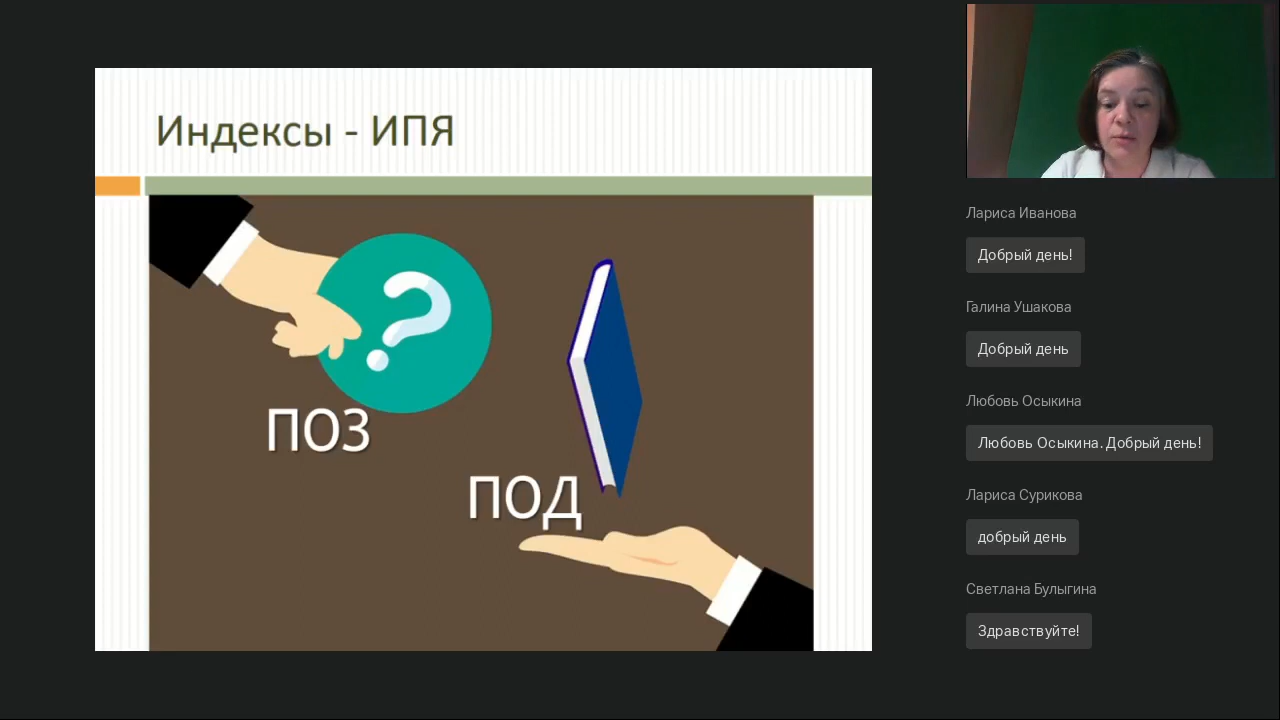 Индексы - ИПЯ
?
ПОЗ
ПОД
Лариса Иванова
Добрый день!
Галина Ушакова
Добрый день
Любовь Осыкина
Любовь Осыкина. Добрый день!
Лариса Сурикова
добрый день
Светлана Булыгина
Здравствуйте!